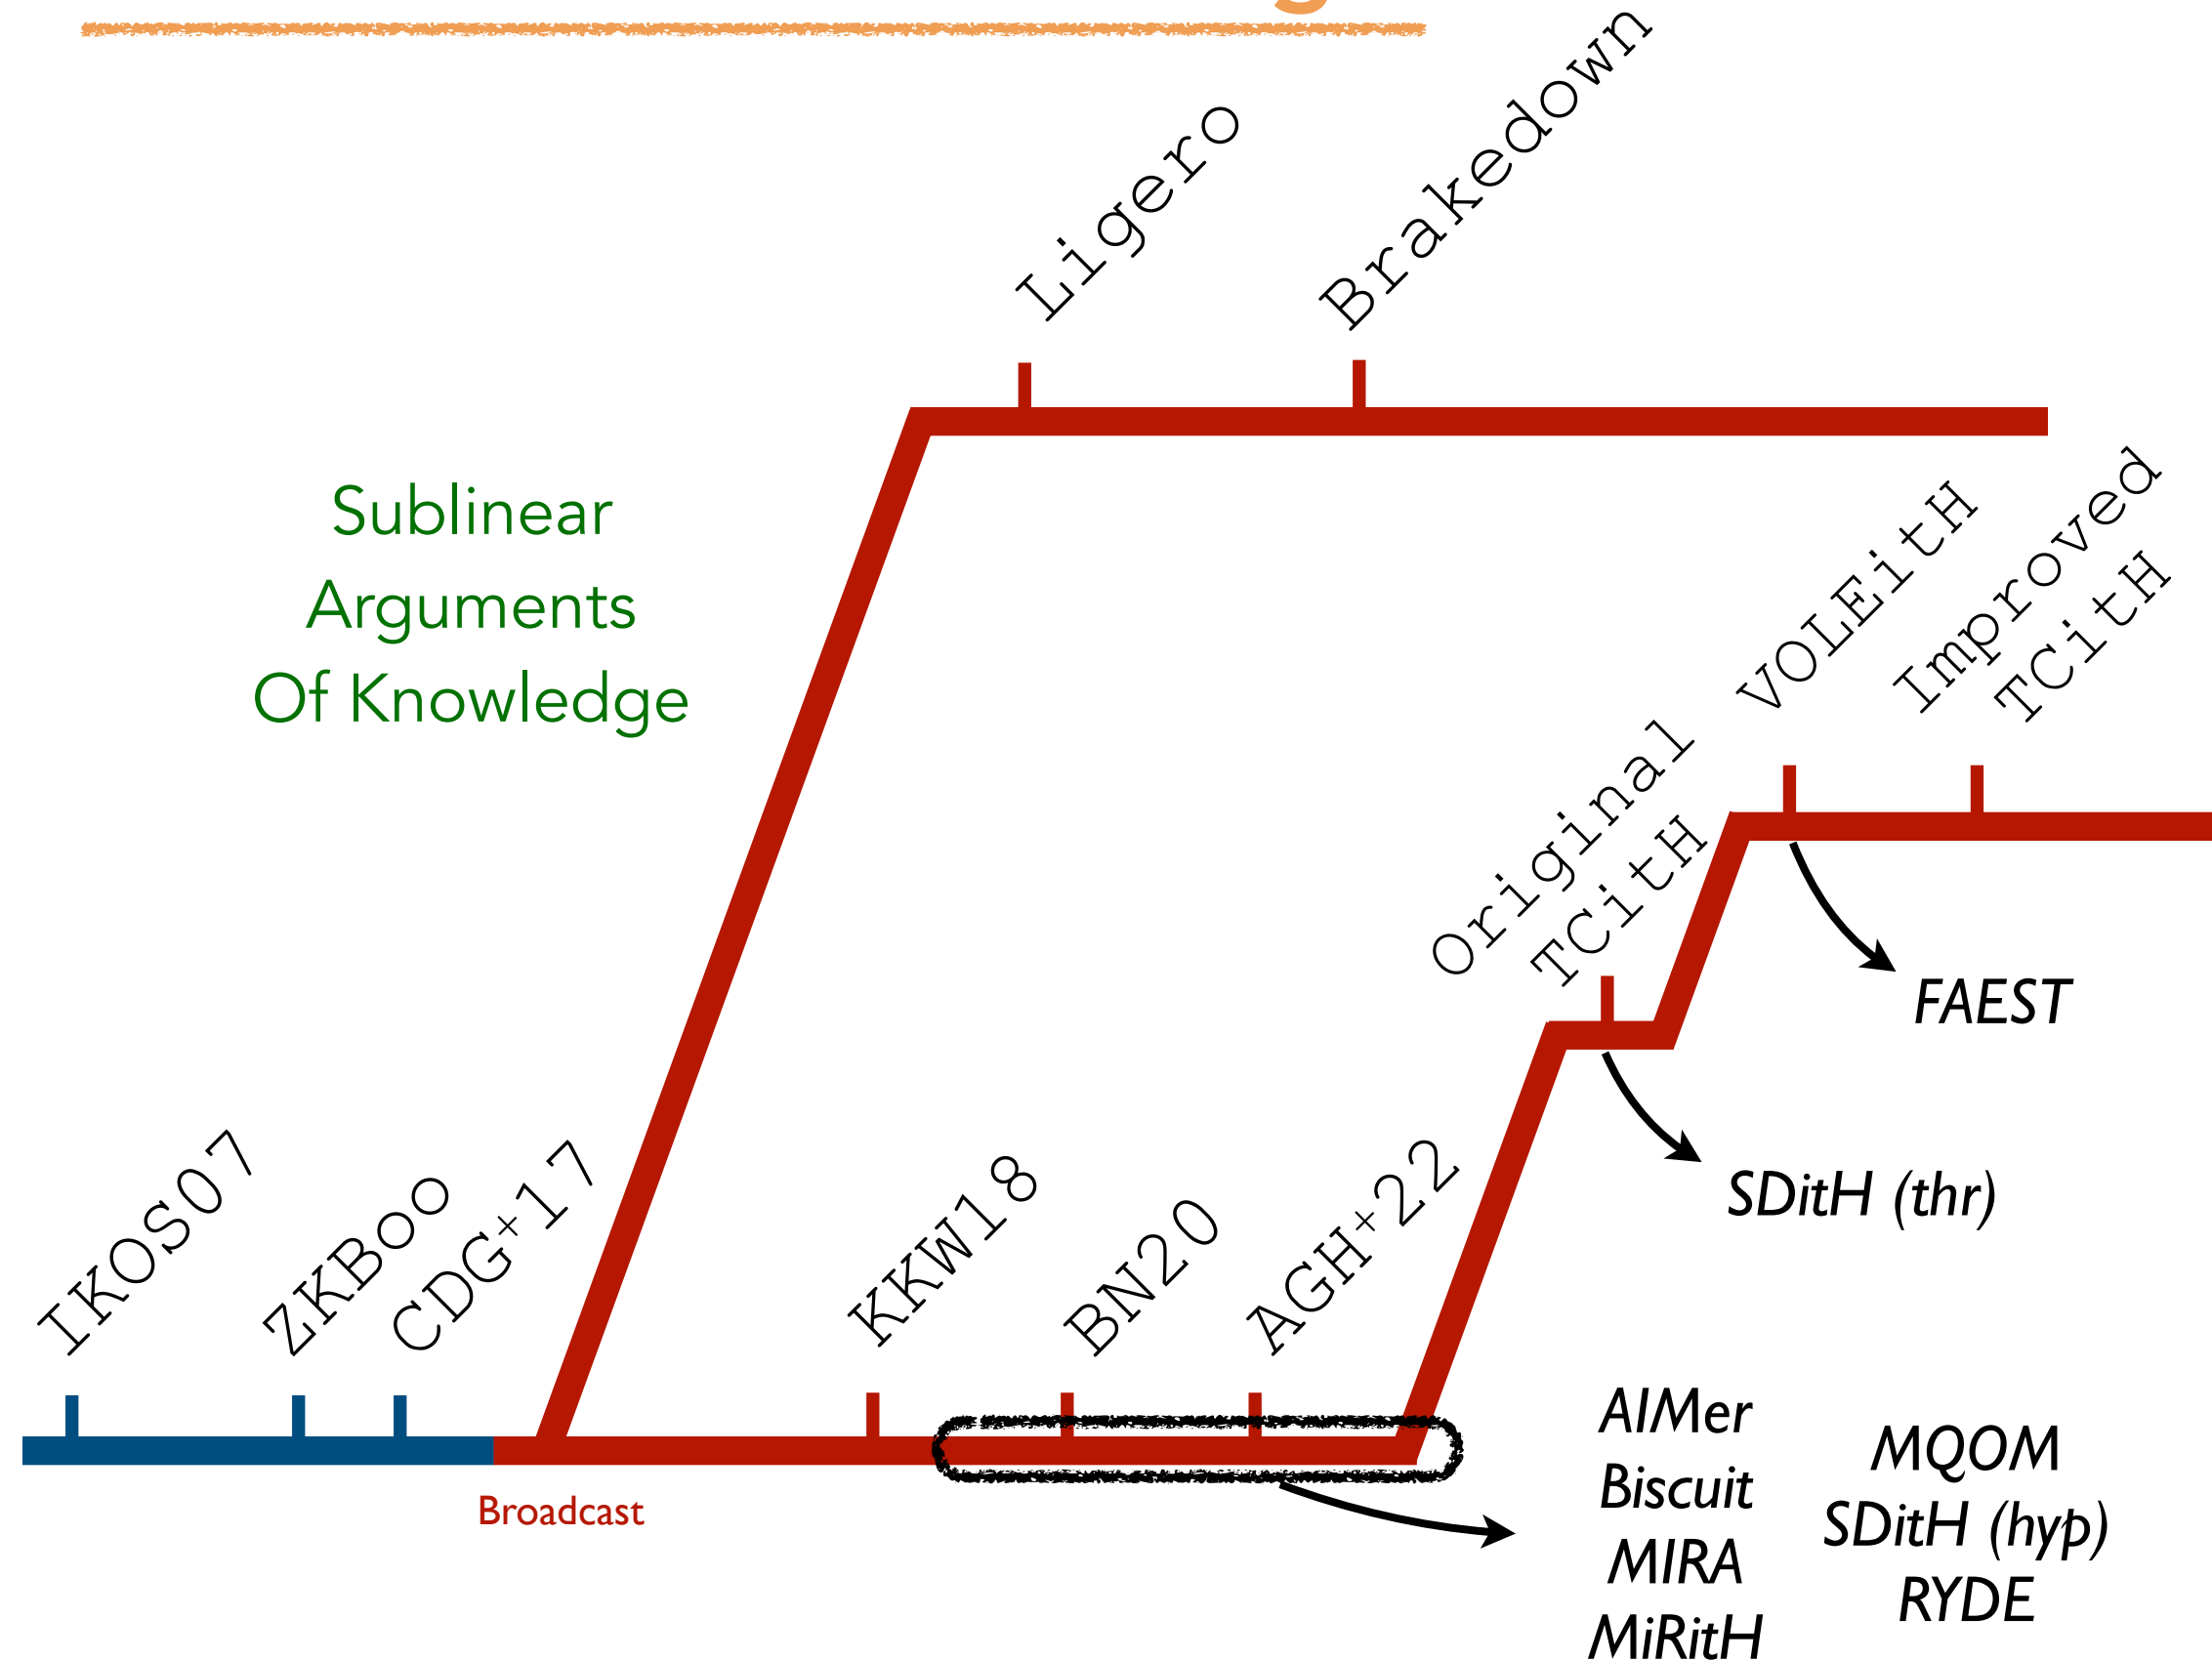 Ligero
Brakedown
Sublinear
Arguments
Of Knowledge
VOLEitH
Improved
TCitH
Original
TCitH
FAEST
SDitH (thr)
IKOS07
ZKBoo
CDG+17
KKW18
BN20
AGH+22
Broadcast
AIMer
Biscuit
MIRA
MiRitH
MQOM
SDitH (hyp)
RYDE